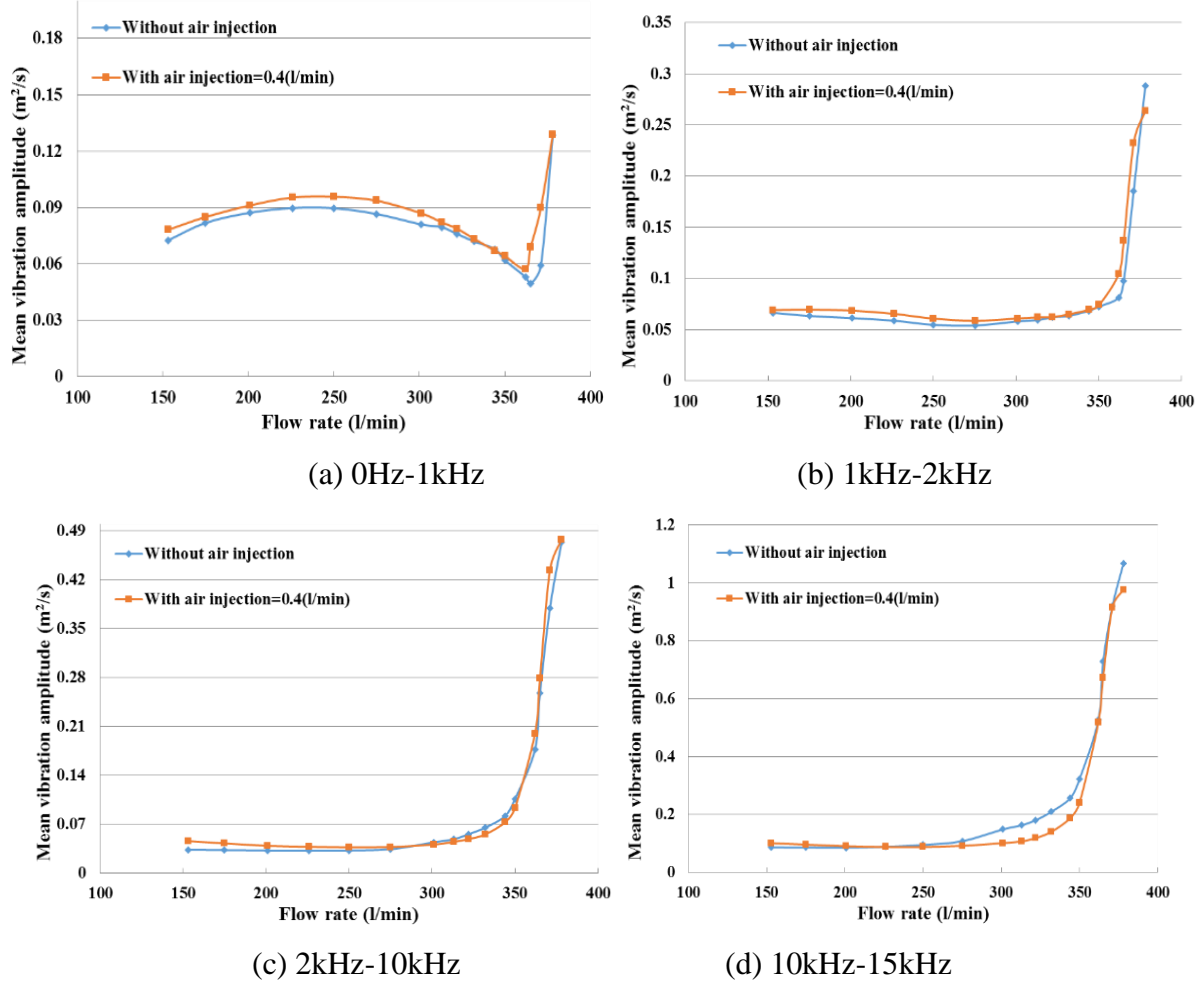 Without air injection
With air injection=0.4(l/min)
Mean vibration amplitude (m²/s)
0.18
0.15
0.12
0.09
0.06
0.03
0
100 150 200 250 300 350 400
Flow rate (l/min)
(a) 0Hz-1kHz
Without air injection
With air injection=0.4(l/min)
Mean vibration amplitude (m²/s)
0.35
0.3
0.25
0.2
0.15
0.1
0.05
0
100 150 200 250 300 350 400
Flow rate (l/min)
(b) 1kHz-2kHz
Without air injection
With air injection=0.4(l/min)
Mean vibration amplitude (m²/s)
0.49
0.42
0.35
0.28
0.21
0.14
0.07
0
100 150 200 250 300 350 400
Flow rate (l/min)
(c) 2kHz-10kHz
Without air injection
With air injection=0.4(l/min)
Mean vibration amplitude (m²/s)
1.2
1
0.8
0.6
0.4
0.2
0
100 150 200 250 300 350 400
Flow rate (l/min)
(d) 10kHz-15kHz